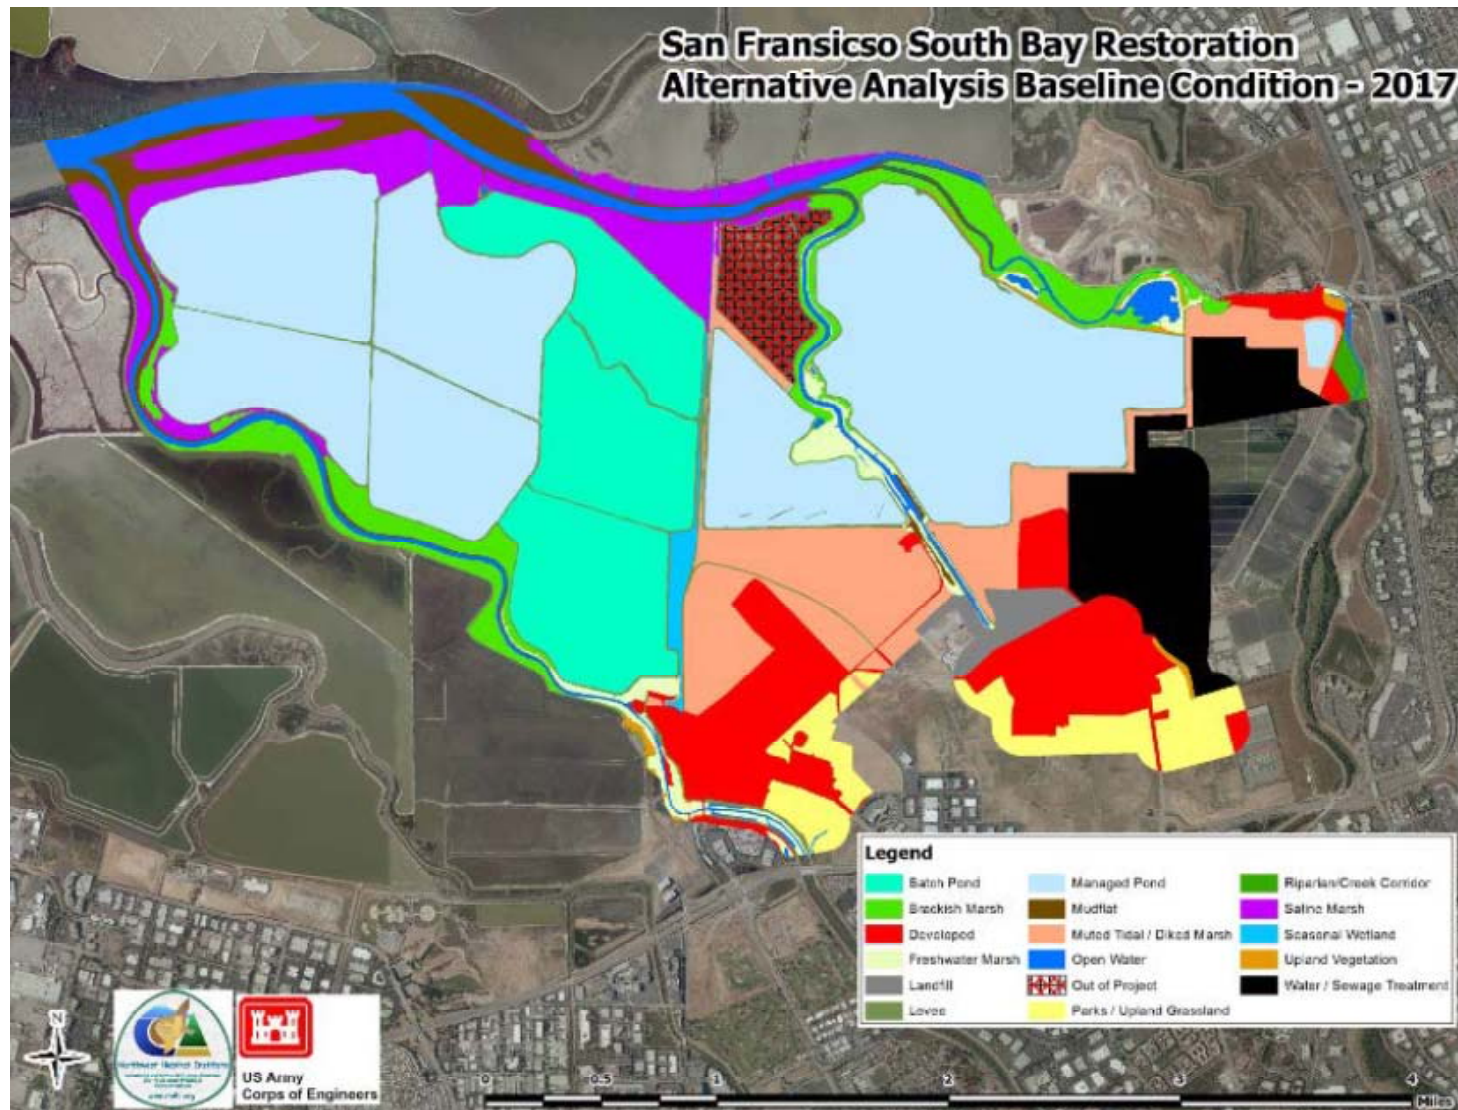 San Fransicso South Bay Restoration
Alternative Analysis Baseline Condition - 2017
Legend
Batch Pond
Brackish Marsh
Developed
Freshwater Marsh
Landfill
Levee
Managed Pond
Mudflat
Muted Tidal / Diked Marsh
Open Water
Out of Project
Parks / Upland Grassland
Riparian/Creek Corridor
Saline Marsh
Seasonal Wetland
Upland Vegetation
Water / Sewage Treatment
N
Northwest Habitat Institute
US Army
Corps of Engineers
0 0.5 1 2 3 4
Miles